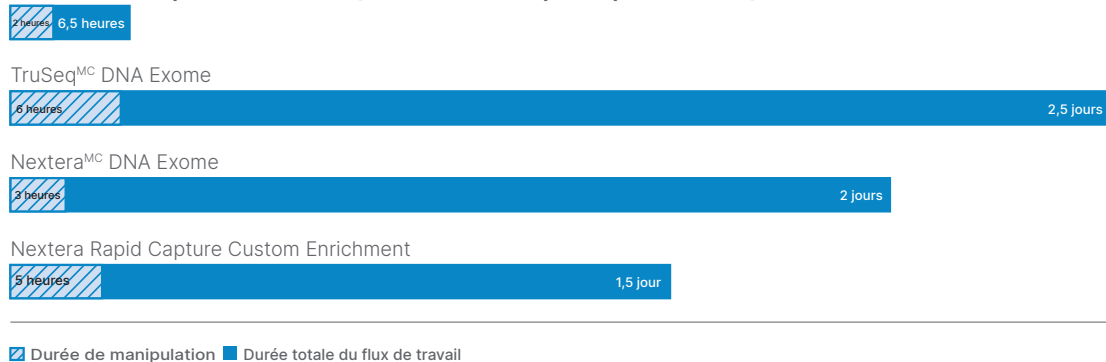 2 heures 6,5 heures
TruSeqMC DNA Exome
6 heures 2,5 jours
NexteraMC DNA Exome
3 heures 2 jours
Nextera Rapid Capture Custom Enrichment
5 heures 1,5 jour
Durée de manipulation Durée totale du flux de travail